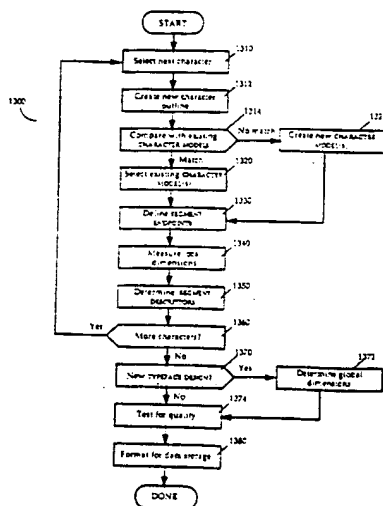 START
1310
Select next character
1312
Create new character
outline
1300
1314
Compare with existing
CHARACTER MODELS
No match
Create new CHARACTER
MODEL(S)
Match
1320
Select existing CHARACTER
MODEL(S)
1330
Define SEGMENT
ENDPOINTS
1340
Measure
dimensions
1350
Determine SEGMENT
DESCRIPTORS
Yes
1360
More characters?
No
1370
New TYPEFACE DESIGN?
Yes
1372
Determine global
dimensions
No
1374
Test for quality
1380
Format for data storage
DONE